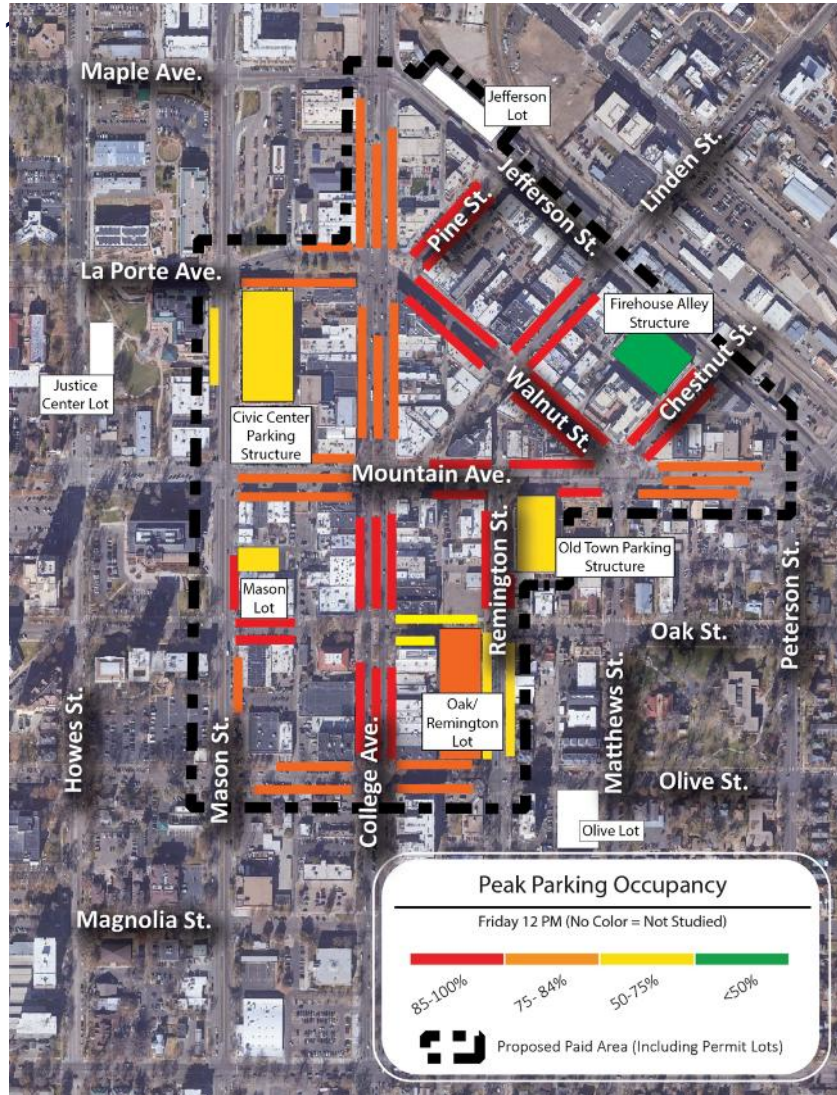 Maple Ave.
Jefferson
Lot
Linden St.
Jefferson St.
Pine St.
La Porte Ave.
Firehouse Alley
Structure
Chestnut St.
Justice
Center Lot
Civic Center
Parking
Structure
Walnut St.
Mountain Ave.
Remington St.
Old Town Parking
Structure
Mason
Lot
Peterson St.
Oak St.
Howes St.
Mason St.
College Ave.
Oak/
Remington
Lot
Matthews St.
Olive St.
Olive Lot
Magnolia St.
Peak Parking Occupancy
Friday 12 PM (No Color = Not Studied)
85-100%
75- 84%
50-75%
<50%
Proposed Paid Area (Including Permit Lots)